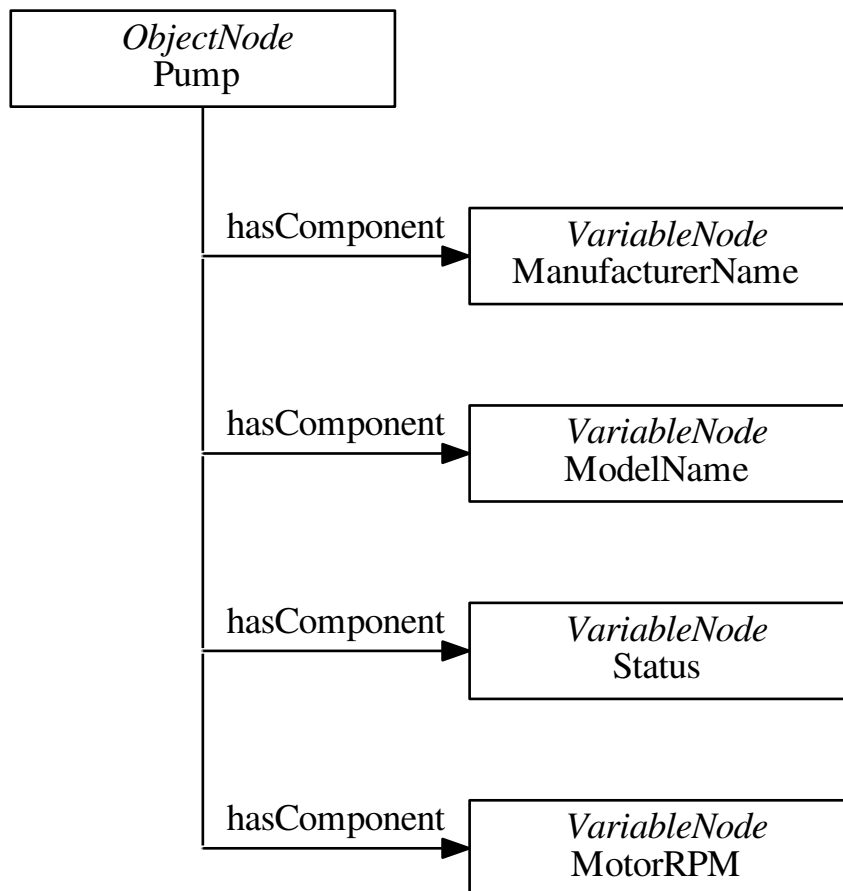 ObjectNode
Pump
hasComponent
VariableNode
ManufacturerName
hasComponent
VariableNode
ModelName
hasComponent
VariableNode
Status
hasComponent
VariableNode
MotorRPM